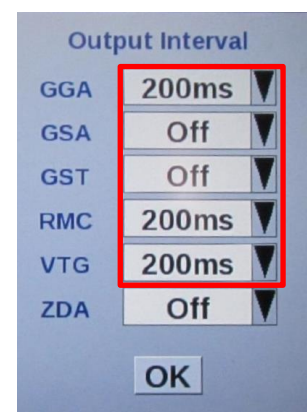 Output Interval
GGA 200ms
GSA Off
GST Off
RMC 200ms
VTG 200ms
ZDA Off
OK